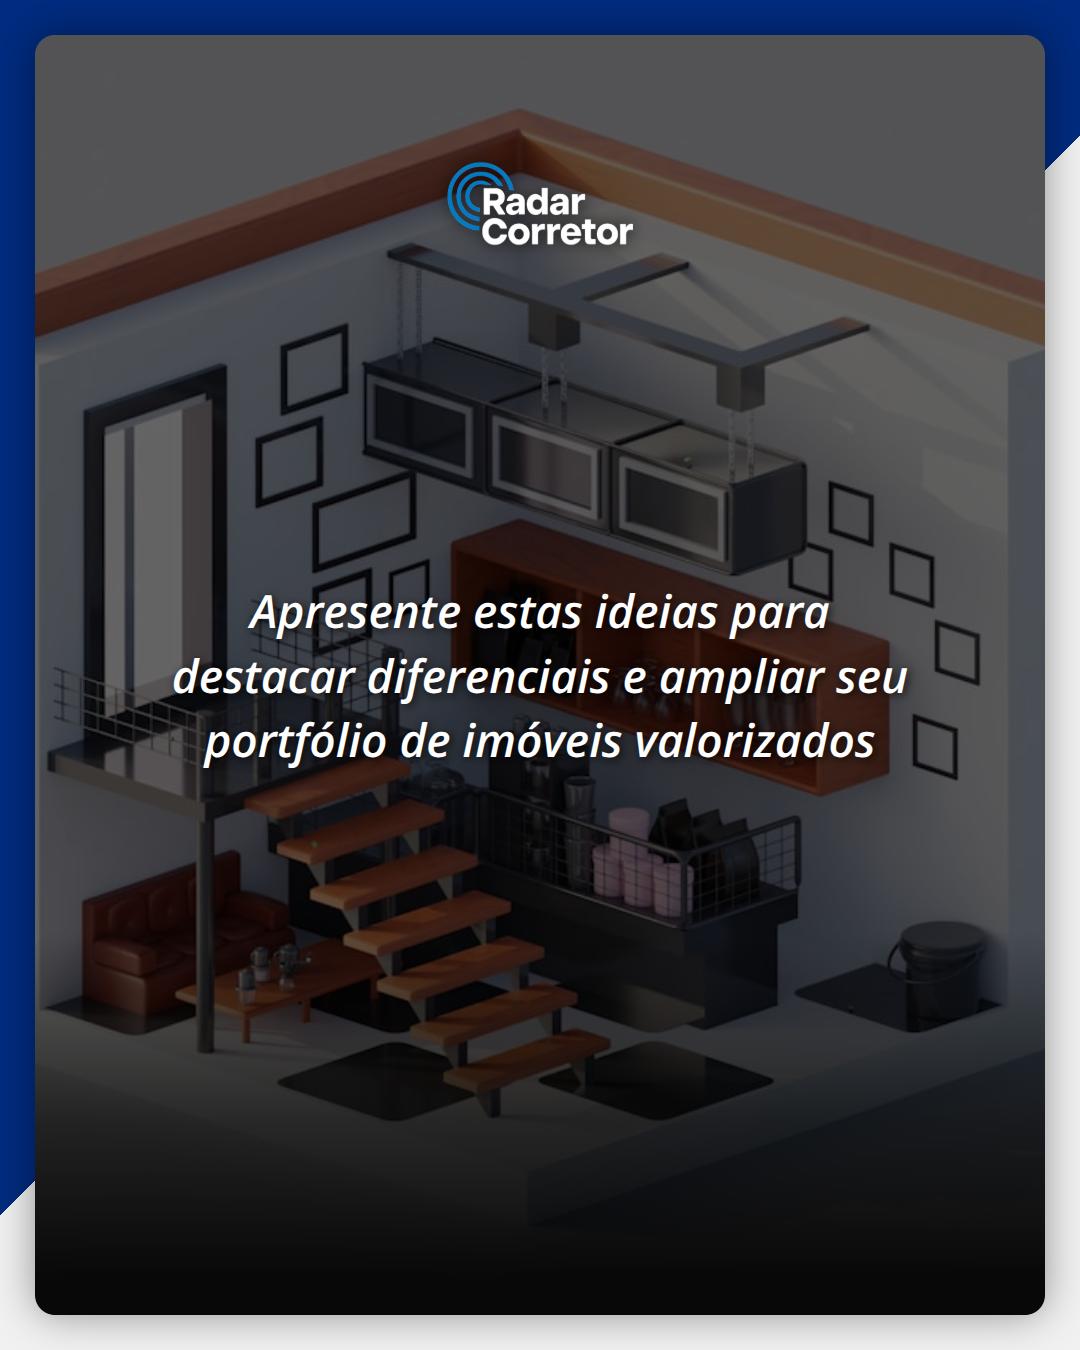 Radar
Corretor
Apresente estas ideias para
destacar diferenciais e ampliar seu
portfólio de imóveis valorizados